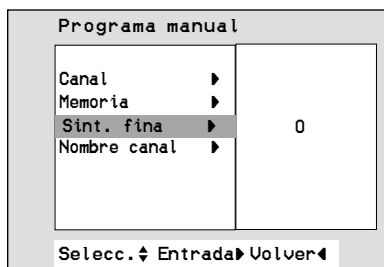 Programa manual
Canal ▶
Memoria ▶
Sint. fina ▶ 0
Nombre canal ▶
Selecc.♦ Entrada▶ Volver◀